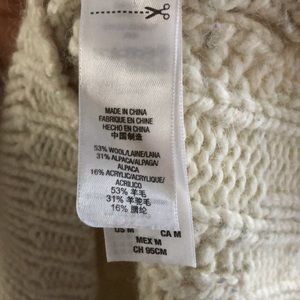 MADE IN CHINA
FABRIQUE EN CHINE
HECHO EN CHINA
中国制造
53% WOOL/LAINE/LANA
31% ALPACA/ALPAGA/
ALPACA
16% ACRYLIC/ACRYLIQUE/
ACRILICO
53% 羊毛
31% 羊驼毛
16% 腈纶
US M CA M
MEX M
CH 95CM